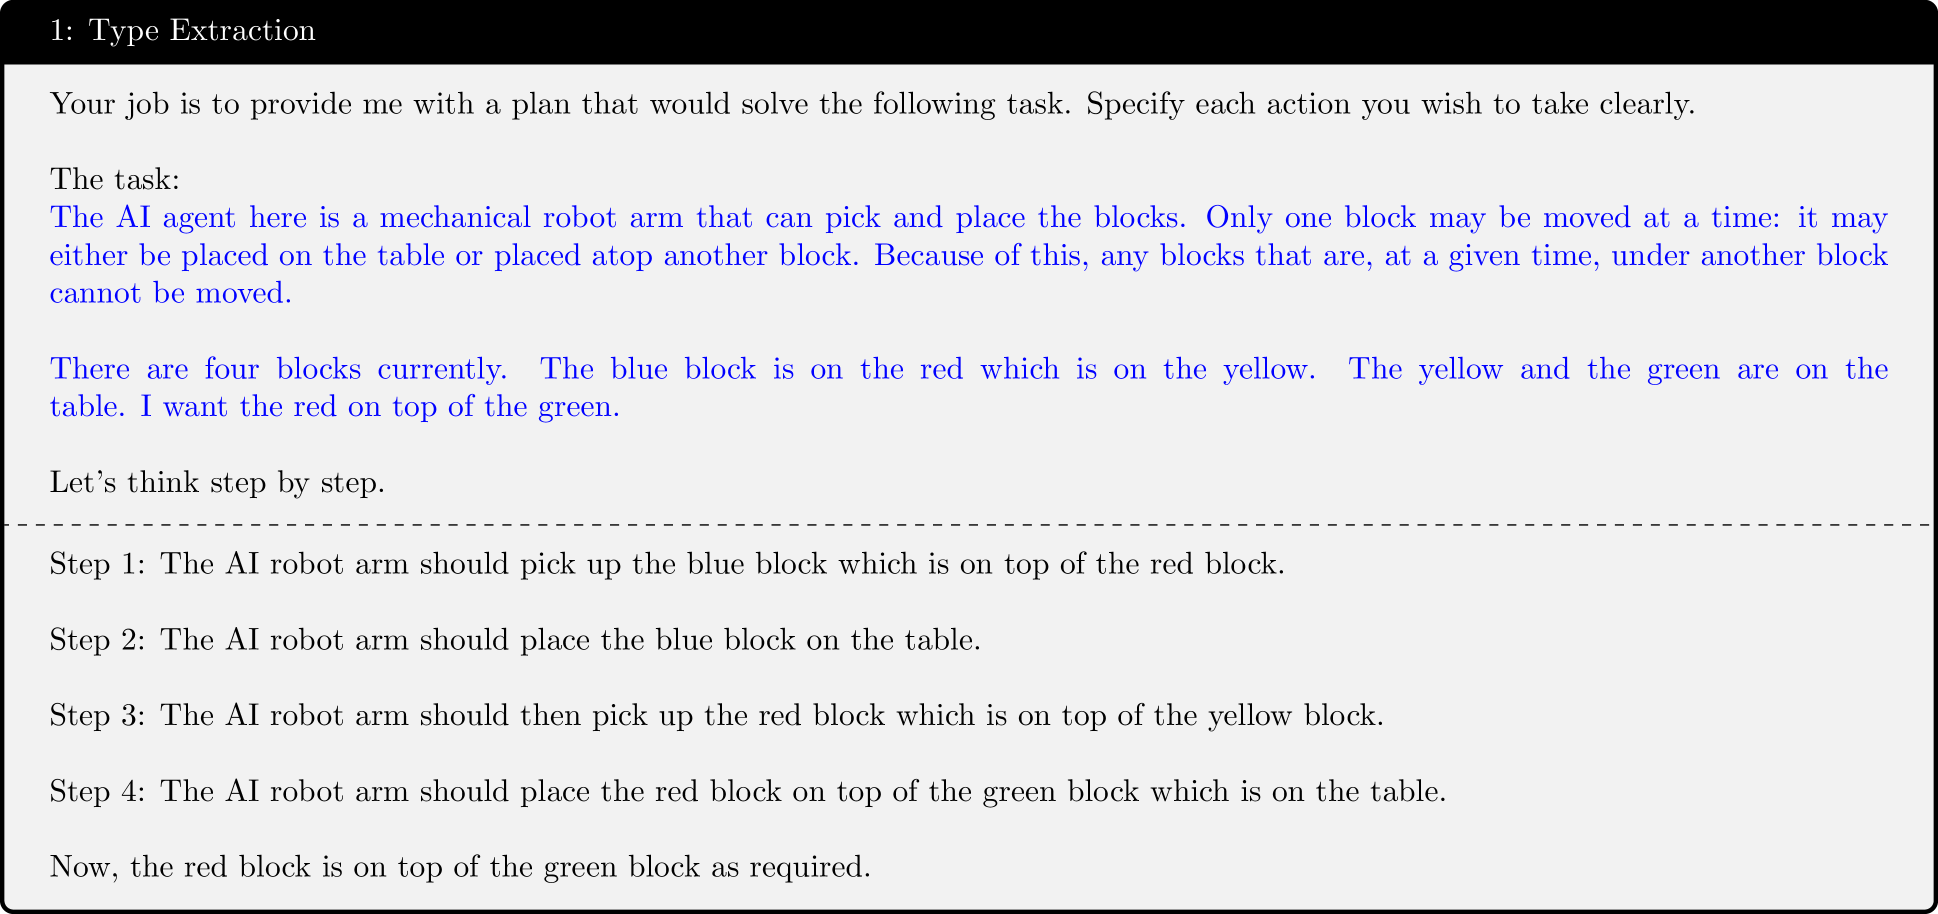 1: Type Extraction
Your job is to provide me with a plan that would solve the following task. Specify each action you wish to take clearly.
The task:
The AI agent here is a mechanical robot arm that can pick and place the blocks. Only one block may be moved at a time: it may
either be placed on the table or placed atop another block. Because of this, any blocks that are, at a given time, under another block
cannot be moved.
There are four blocks currently. The blue block is on the red which is on the yellow. The yellow and the green are on the
table. I want the red on top of the green.
Let's think step by step.
Step 1: The AI robot arm should pick up the blue block which is on top of the red block.
Step 2: The AI robot arm should place the blue block on the table.
Step 3: The AI robot arm should then pick up the red block which is on top of the yellow block.
Step 4: The AI robot arm should place the red block on top of the green block which is on the table.
Now, the red block is on top of the green block as required.